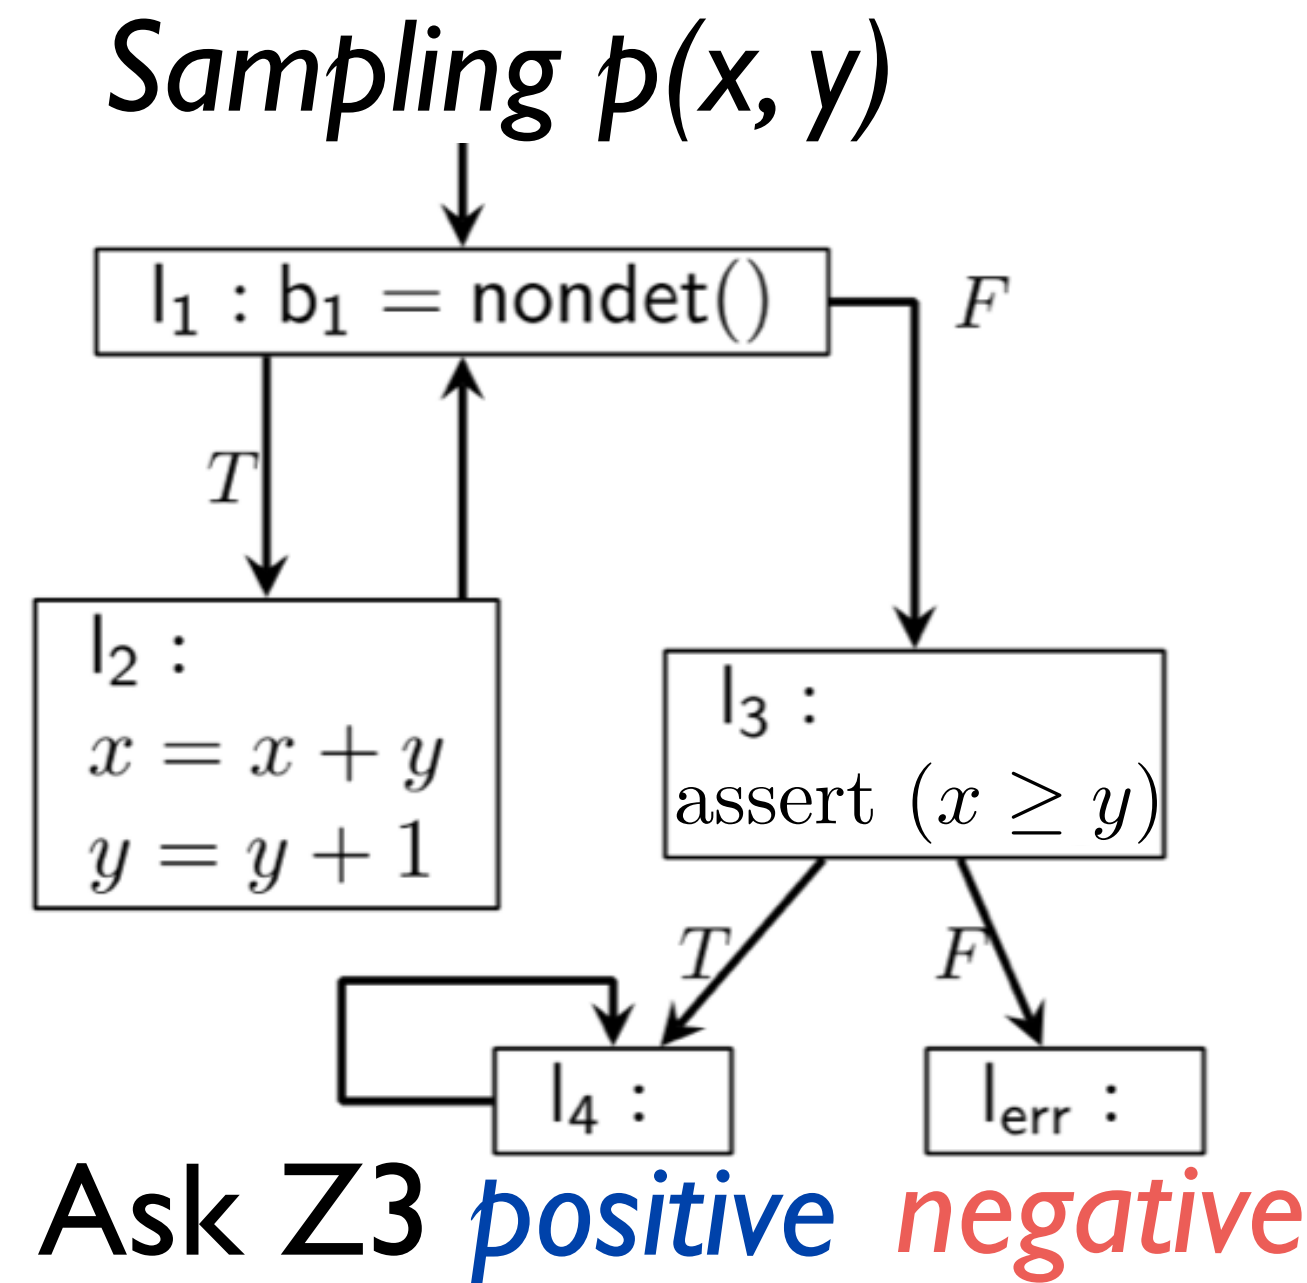 Sampling p(x, y)
l₁ : b₁ = nondet()
F
T
l₂ :
x = x + y
y = y + 1
l₃ :
assert (x ≥ y)
T
F
l₄ :
lₑᵣᵣ :
Ask Z3 positive negative